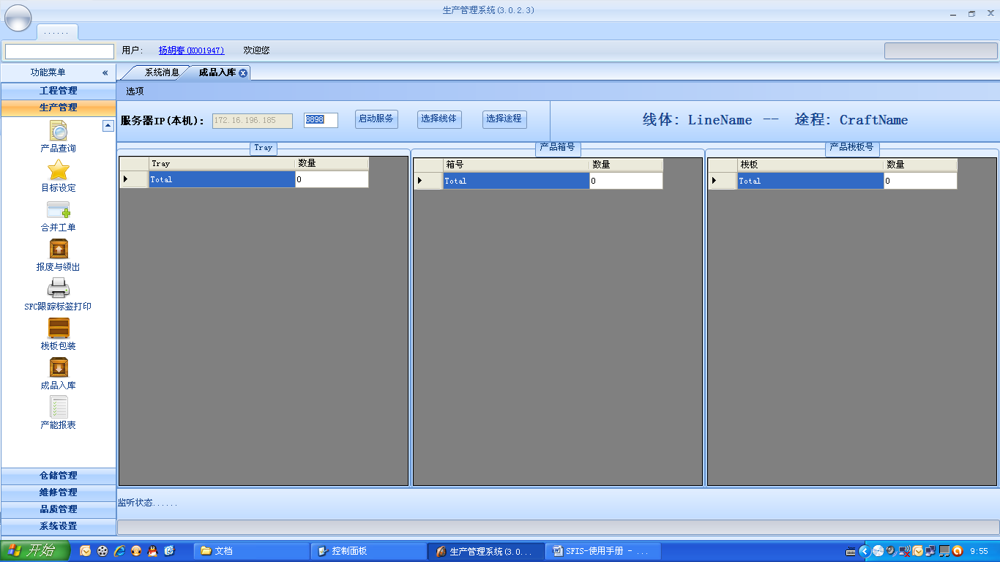 生产管理系统(3.0.2.3)
......
用户: 杨胡春(K001947) 欢迎您
功能菜单 «
系统消息 成品入库
工程管理
选项
生产管理
服务器IP(本机): 172.16.196.185 8898 启动服务 选择线体 选择途程 线体: LineName -- 途程: CraftName
产品查询
目标设定
合并工单
报废与领出
SFC跟踪标签打印
栈板包装
成品入库
产能报表
Tray
Tray 数量
Total 0
产品箱号
箱号 数量
Total 0
产品栈板号
栈板 数量
Total 0
仓储管理
维修管理
品质管理
系统设置
监听状态......
开始 文档 控制面板 生产管理系统(3.0... SFIS-使用手册 - ... 9:55